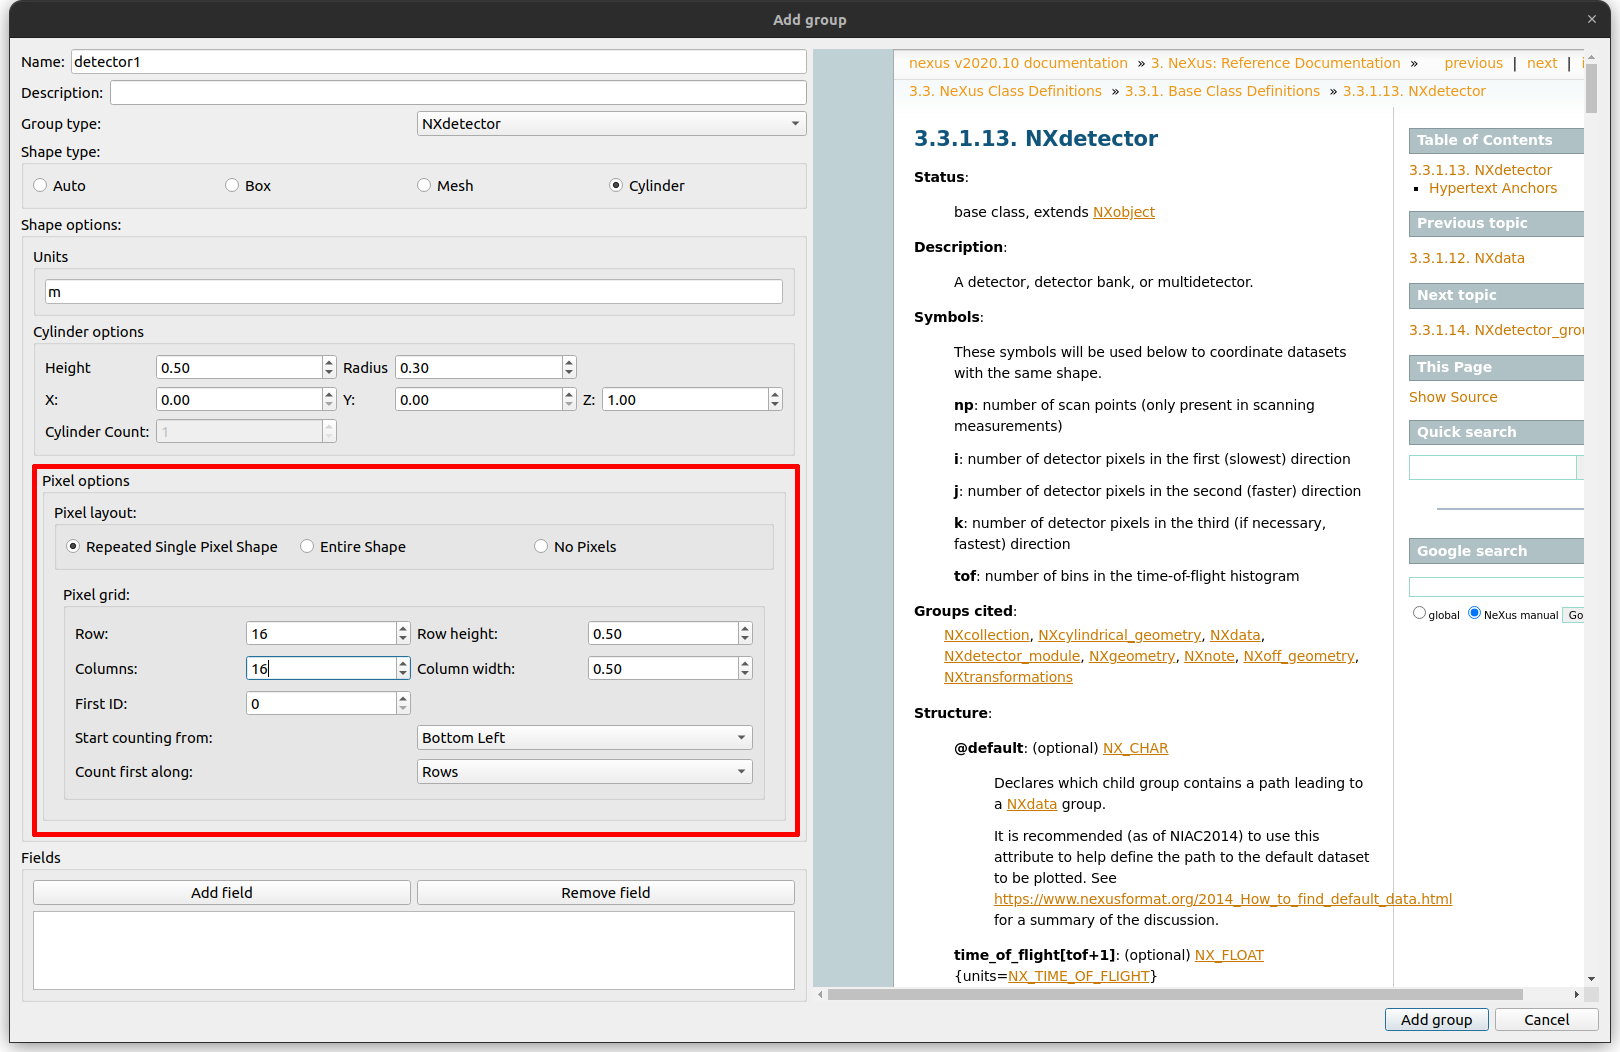 Add group
Name: detector1
Description:
Group type: NXdetector
Shape type:
Auto Box Mesh Cylinder
Shape options:
Units
m
Cylinder options
Height 0.50 Radius 0.30
X: 0.00 Y: 0.00 Z: 1.00
Cylinder Count: 1
Pixel options
Pixel layout:
Repeated Single Pixel Shape Entire Shape No Pixels
Pixel grid:
Row: 16 Row height: 0.50
Columns: 16 Column width: 0.50
First ID: 0
Start counting from: Bottom Left
Count first along: Rows
Fields
Add field Remove field
nexus v2020.10 documentation » 3. NeXus: Reference Documentation » previous | next |
3.3. NeXus Class Definitions » 3.3.1. Base Class Definitions » 3.3.1.13. NXdetector
3.3.1.13. NXdetector
Status:
base class, extends NXobject
Description:
A detector, detector bank, or multidetector.
Symbols:
These symbols will be used below to coordinate datasets
with the same shape.
np: number of scan points (only present in scanning
measurements)
i: number of detector pixels in the first (slowest) direction
j: number of detector pixels in the second (faster) direction
k: number of detector pixels in the third (if necessary,
fastest) direction
tof: number of bins in the time-of-flight histogram
Groups cited:
NXcollection, NXcylindrical_geometry, NXdata,
NXdetector_module, NXgeometry, NXnote, NXoff_geometry,
NXtransformations
Structure:
@default: (optional) NX_CHAR
Declares which child group contains a path leading to
a NXdata group.
It is recommended (as of NIAC2014) to use this
attribute to help define the path to the default dataset
to be plotted. See
https://www.nexusformat.org/2014_How_to_find_default_data.html
for a summary of the discussion.
time_of_flight[tof+1]: (optional) NX_FLOAT
{units=NX_TIME_OF_FLIGHT}
Table of Contents
3.3.1.13. NXdetector
Hypertext Anchors
Previous topic
3.3.1.12. NXdata
Next topic
3.3.1.14. NXdetector_grou
This Page
Show Source
Quick search
Google search
global NeXus manual Go
Add group Cancel